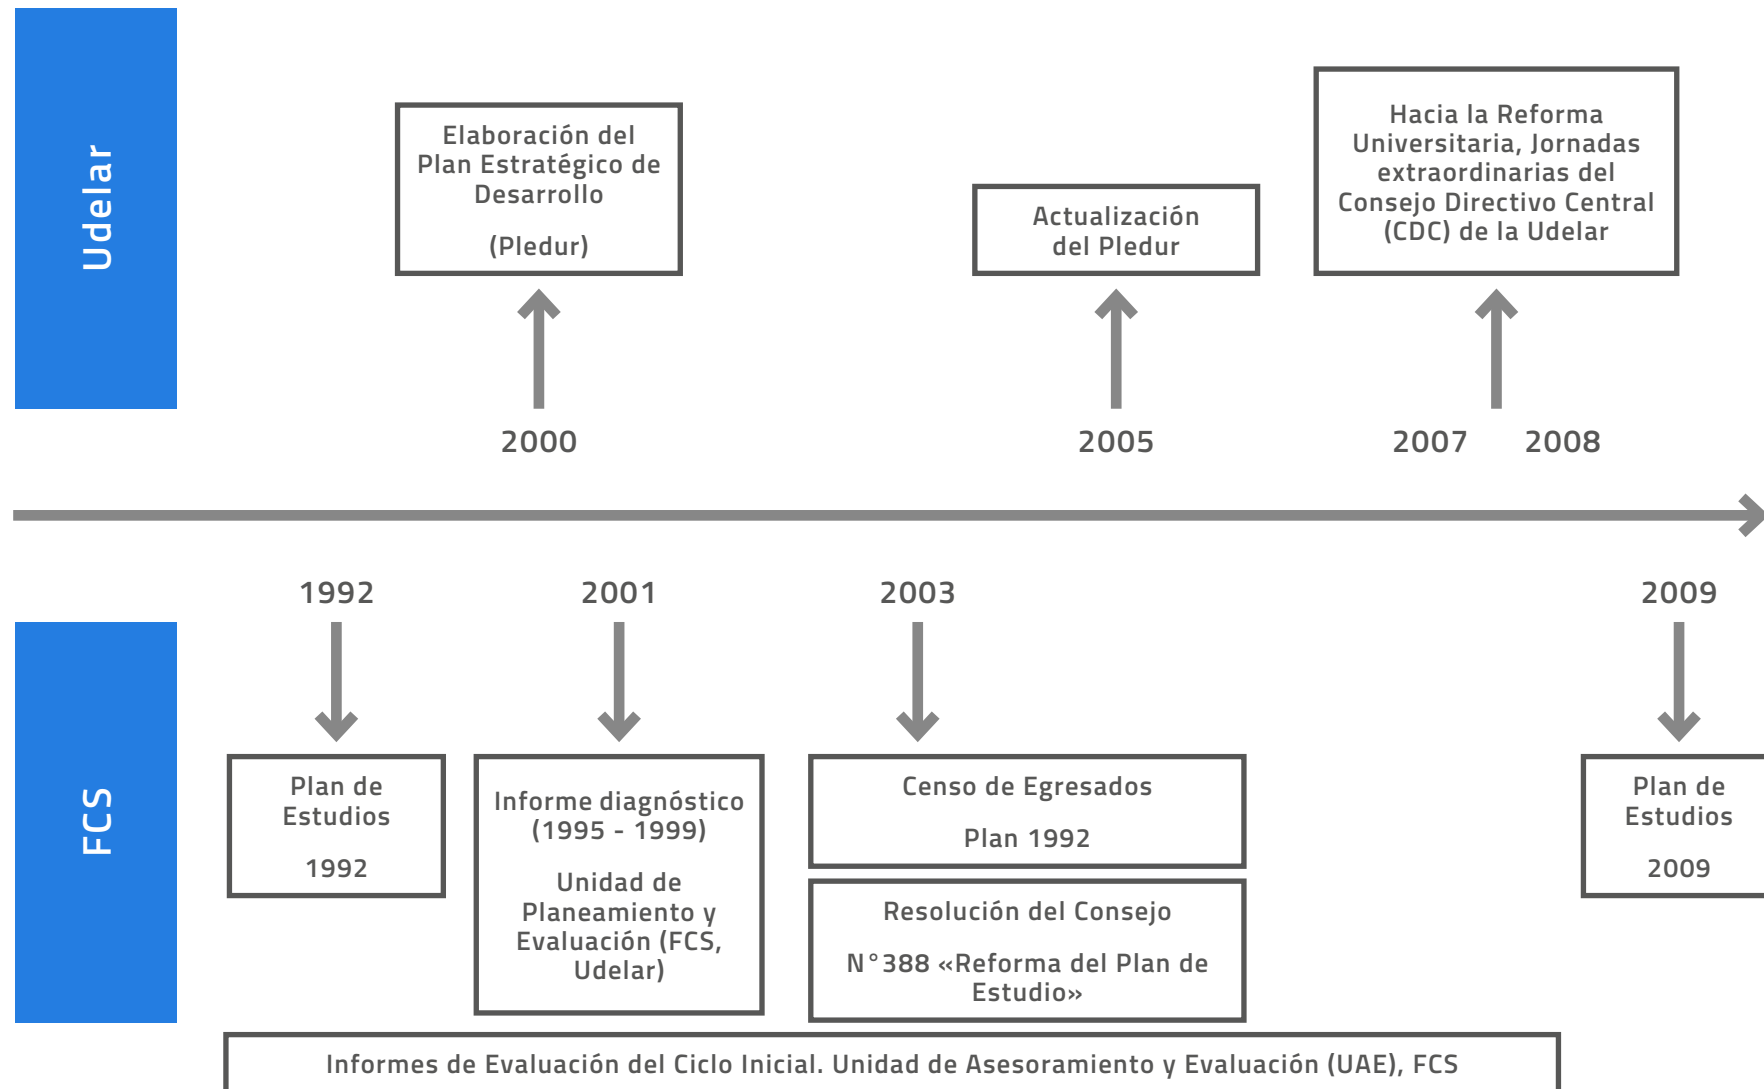 Udelar
Elaboración del
Plan Estratégico de
Desarrollo
(Pledur)
Actualización
del Pledur
Hacia la Reforma
Universitaria, Jornadas
extraordinarias del
Consejo Directivo Central
(CDC) de la Udelar
2000
2005
2007
2008
1992
2001
2003
2009
FCS
Plan de
Estudios
1992
Informe diagnóstico
(1995 - 1999)
Unidad de
Planeamiento y
Evaluación (FCS,
Udelar)
Censo de Egresados
Plan 1992
Resolución del Consejo
N°388 «Reforma del Plan de
Estudio»
Plan de
Estudios
2009
Informes de Evaluación del Ciclo Inicial. Unidad de Asesoramiento y Evaluación (UAE), FCS